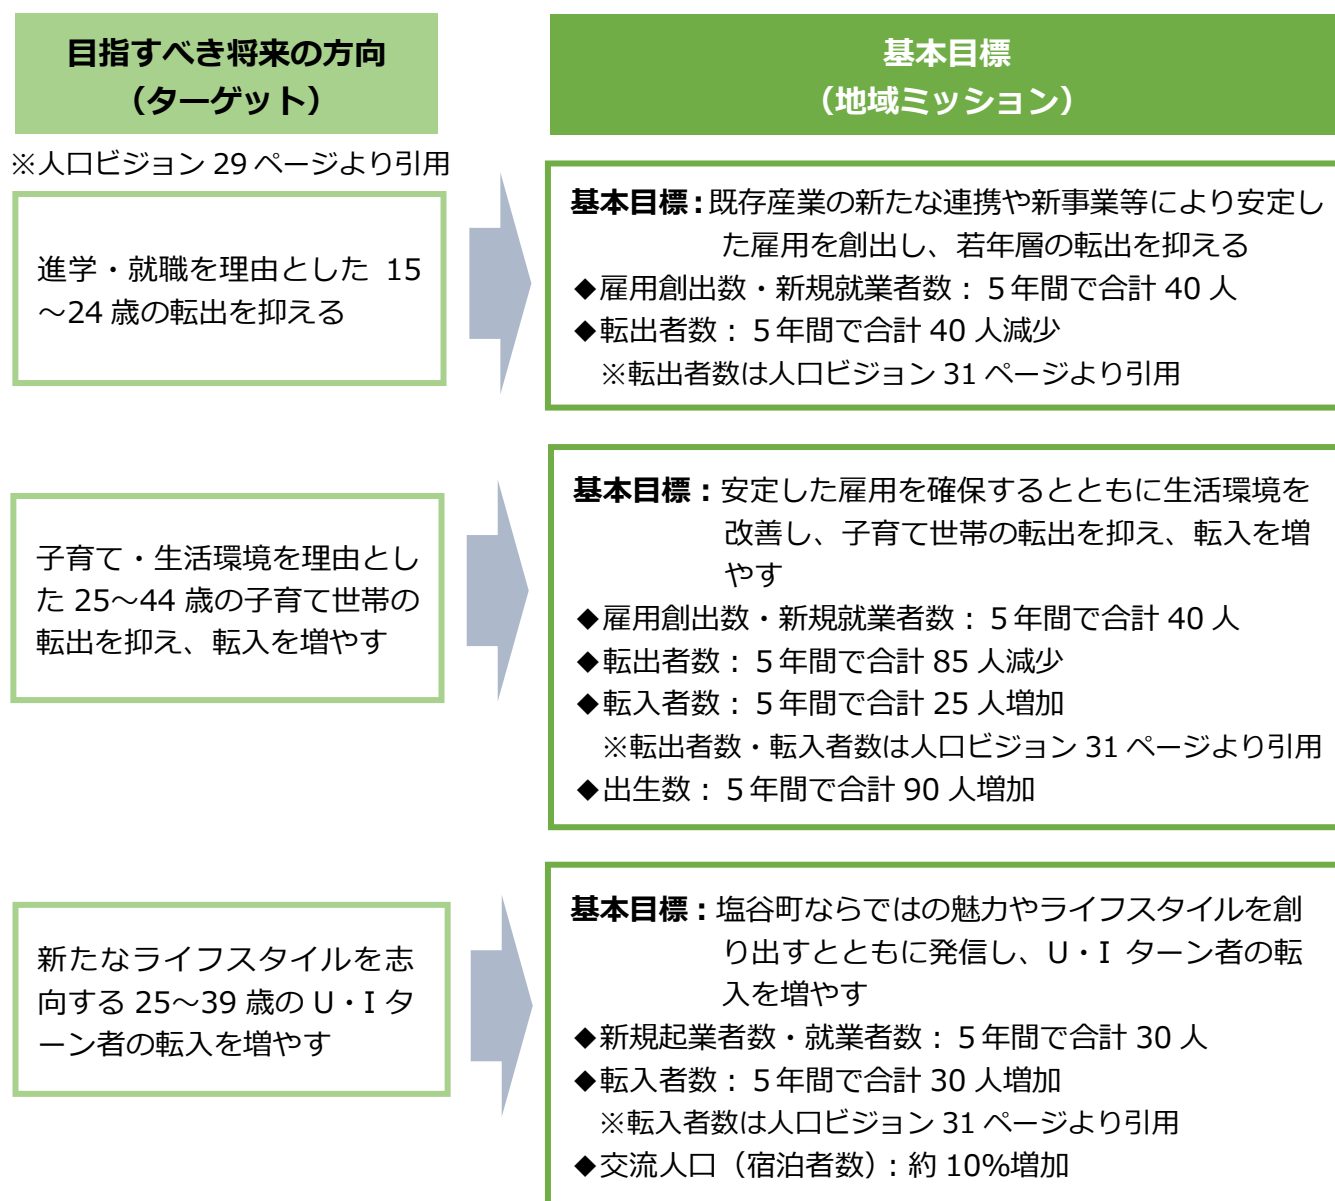 目指すべき将来の方向
（ターゲット）
基本目標
（地域ミッション）
※人口ビジョン 29 ページより引用
進学・就職を理由とした 15
～24 歳の転出を抑える
基本目標：既存産業の新たな連携や新事業等により安定し
た雇用を創出し、若年層の転出を抑える
◆雇用創出数・新規就業者数：５年間で合計 40 人
◆転出者数：５年間で合計 40 人減少
※転出者数は人口ビジョン 31 ページより引用
子育て・生活環境を理由とし
た 25～44 歳の子育て世帯の
転出を抑え、転入を増やす
基本目標：安定した雇用を確保するとともに生活環境を
改善し、子育て世帯の転出を抑え、転入を増
やす
◆雇用創出数・新規就業者数：５年間で合計 40 人
◆転出者数：５年間で合計 85 人減少
◆転入者数：５年間で合計 25 人増加
※転出者数・転入者数は人口ビジョン 31 ページより引用
◆出生数：５年間で合計 90 人増加
新たなライフスタイルを志
向する 25～39 歳の U・I タ
ーン者の転入を増やす
基本目標：塩谷町ならではの魅力やライフスタイルを創
り出すとともに発信し、U・I ターン者の転
入を増やす
◆新規起業者数・就業者数：５年間で合計 30 人
◆転入者数：５年間で合計 30 人増加
※転入者数は人口ビジョン 31 ページより引用
◆交流人口（宿泊者数）：約 10%増加